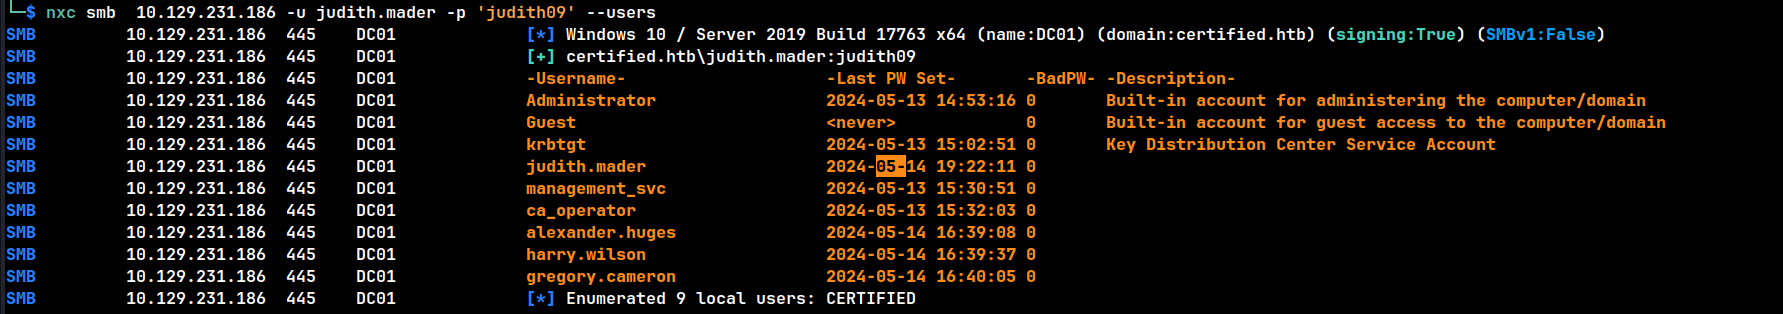 └─$ nxc smb  10.129.231.186 -u judith.mader -p 'judith09' --users
SMB         10.129.231.186  445    DC01             [*] Windows 10 / Server 2019 Build 17763 x64 (name:DC01) (domain:certified.htb) (signing:True) (SMBv1:False)
SMB         10.129.231.186  445    DC01             [+] certified.htb\judith.mader:judith09
SMB         10.129.231.186  445    DC01             -Username-                    -Last PW Set-       -BadPW- -Description-
SMB         10.129.231.186  445    DC01             Administrator                 2024-05-13 14:53:16 0       Built-in account for administering the computer/domain
SMB         10.129.231.186  445    DC01             Guest                         <never>             0       Built-in account for guest access to the computer/domain
SMB         10.129.231.186  445    DC01             krbtgt                        2024-05-13 15:02:51 0       Key Distribution Center Service Account
SMB         10.129.231.186  445    DC01             judith.mader                  2024-05-14 19:22:11 0
SMB         10.129.231.186  445    DC01             management_svc                2024-05-13 15:30:51 0
SMB         10.129.231.186  445    DC01             ca_operator                   2024-05-13 15:32:03 0
SMB         10.129.231.186  445    DC01             alexander.huges               2024-05-14 16:39:08 0
SMB         10.129.231.186  445    DC01             harry.wilson                  2024-05-14 16:39:37 0
SMB         10.129.231.186  445    DC01             gregory.cameron               2024-05-14 16:40:05 0
SMB         10.129.231.186  445    DC01             [*] Enumerated 9 local users: CERTIFIED